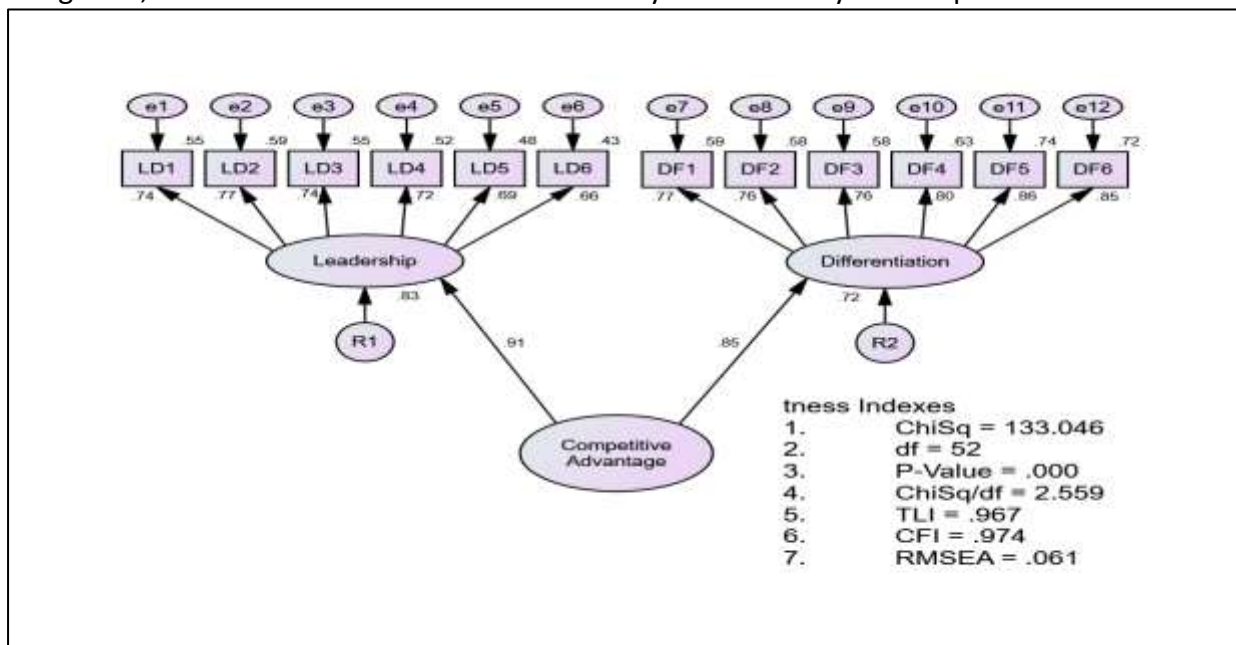 e1 e2 e3 e4 e5 e6 e7 e8 e9 e10 e11 e12
.55 .59 .55 .52 .48 .43 .59 .58 .58 .63 .74 .72
LD1 LD2 LD3 LD4 LD5 LD6 DF1 DF2 DF3 DF4 DF5 DF6
.74 .77 .74 .72 .69 .66 .77 .76 .76 .80 .86 .85
Leadership Differentiation
.83 .72
R1 R2
.91 .85
Competitive
Advantage
tness Indexes
1. ChiSq = 133.046
2. df = 52
3. P-Value = .000
4. ChiSq/df = 2.559
5. TLI = .967
6. CFI = .974
7. RMSEA = .061